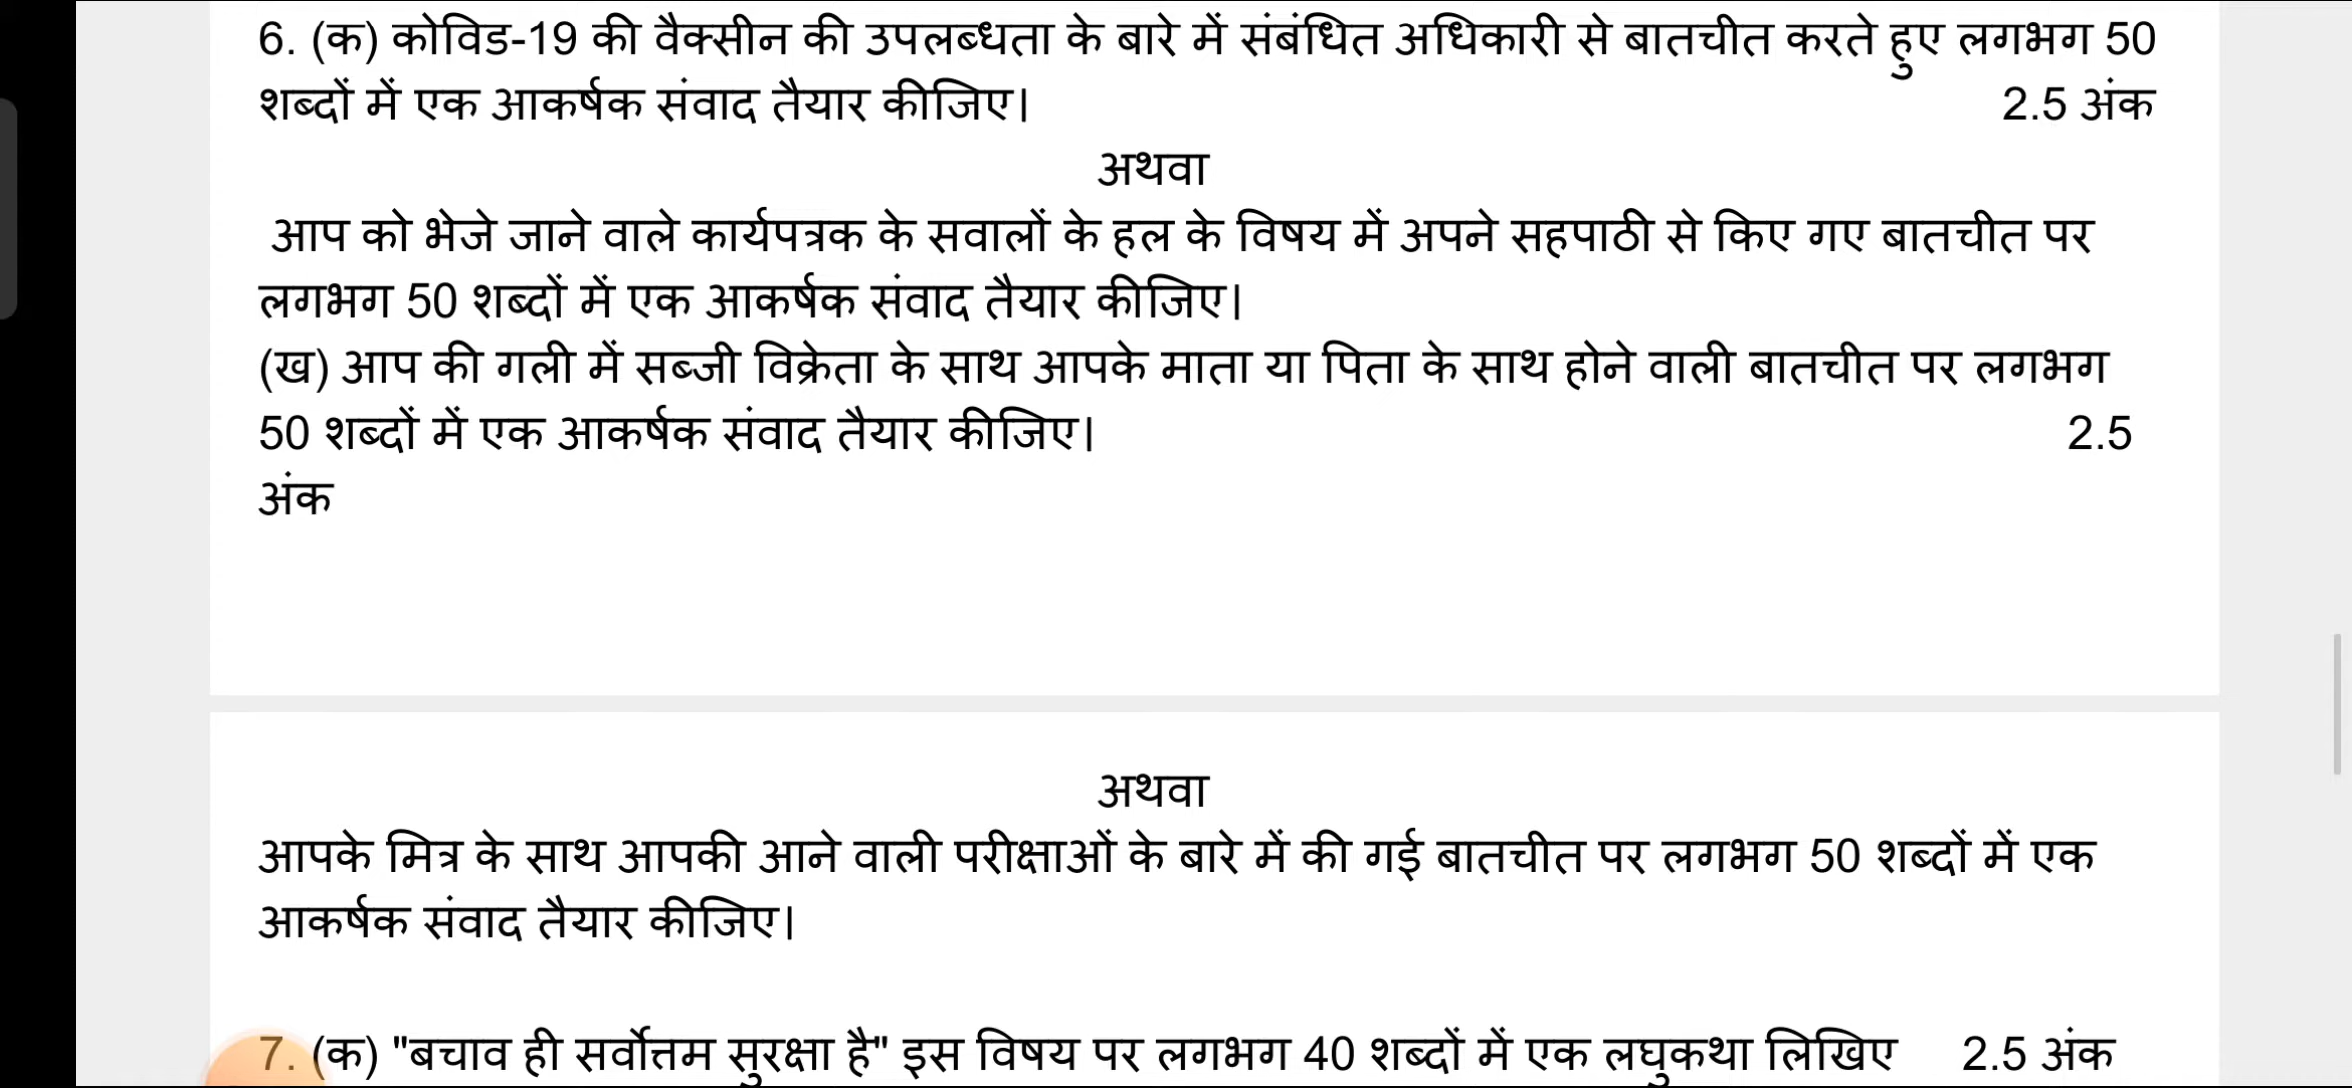 6. (क) कोविड-19 की वैक्सीन की उपलब्धता के बारे में संबंधित अधिकारी से बातचीत करते हुए लगभग 50
शब्दों में एक आकर्षक संवाद तैयार कीजिए। 2.5 अंक
अथवा
आप को भेजे जाने वाले कार्यपत्रक के सवालों के हल के विषय में अपने सहपाठी से किए गए बातचीत पर
लगभग 50 शब्दों में एक आकर्षक संवाद तैयार कीजिए।
(ख) आप की गली में सब्जी विक्रेता के साथ आपके माता या पिता के साथ होने वाली बातचीत पर लगभग
50 शब्दों में एक आकर्षक संवाद तैयार कीजिए। 2.5
अंक
अथवा
आपके मित्र के साथ आपकी आने वाली परीक्षाओं के बारे में की गई बातचीत पर लगभग 50 शब्दों में एक
आकर्षक संवाद तैयार कीजिए।
7. (क) "बचाव ही सर्वोत्तम सुरक्षा है" इस विषय पर लगभग 40 शब्दों में एक लघुकथा लिखिए 2.5 अंक